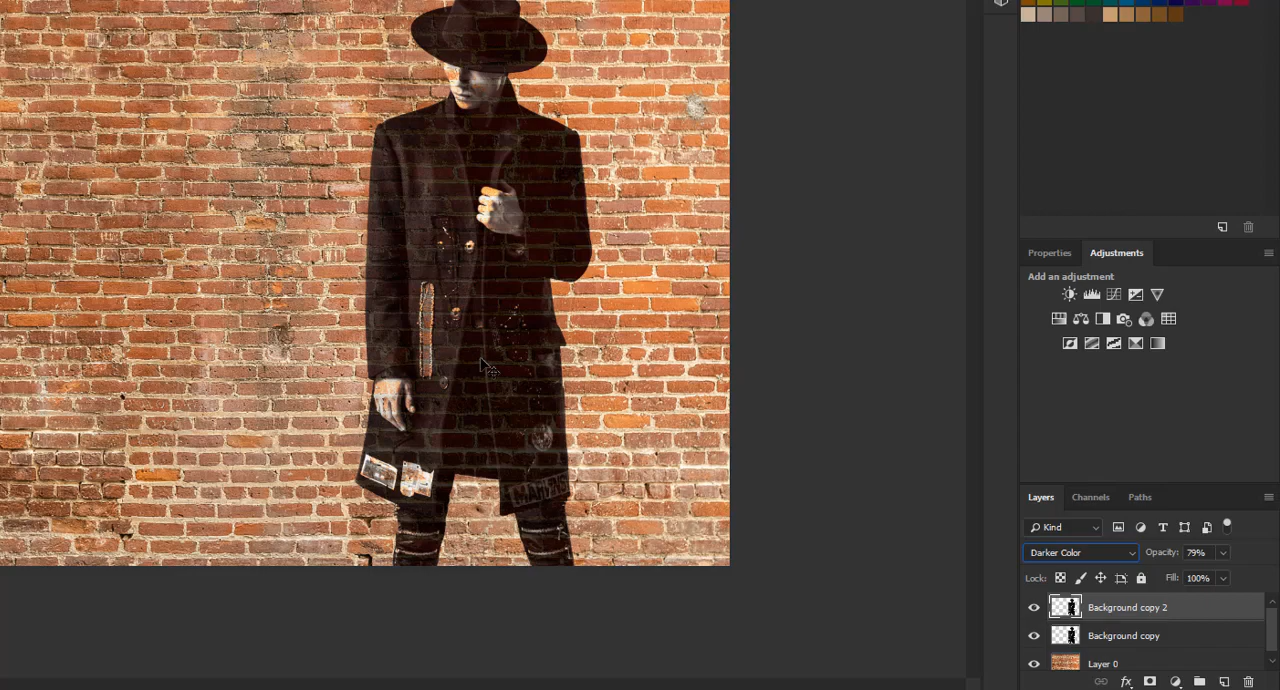 Properties
Adjustments
Add an adjustment
Layers
Channels
Paths
Kind
Darker Color
Opacity: 79%
Lock:
Fill: 100%
Background copy 2
Background copy
Layer 0
fx